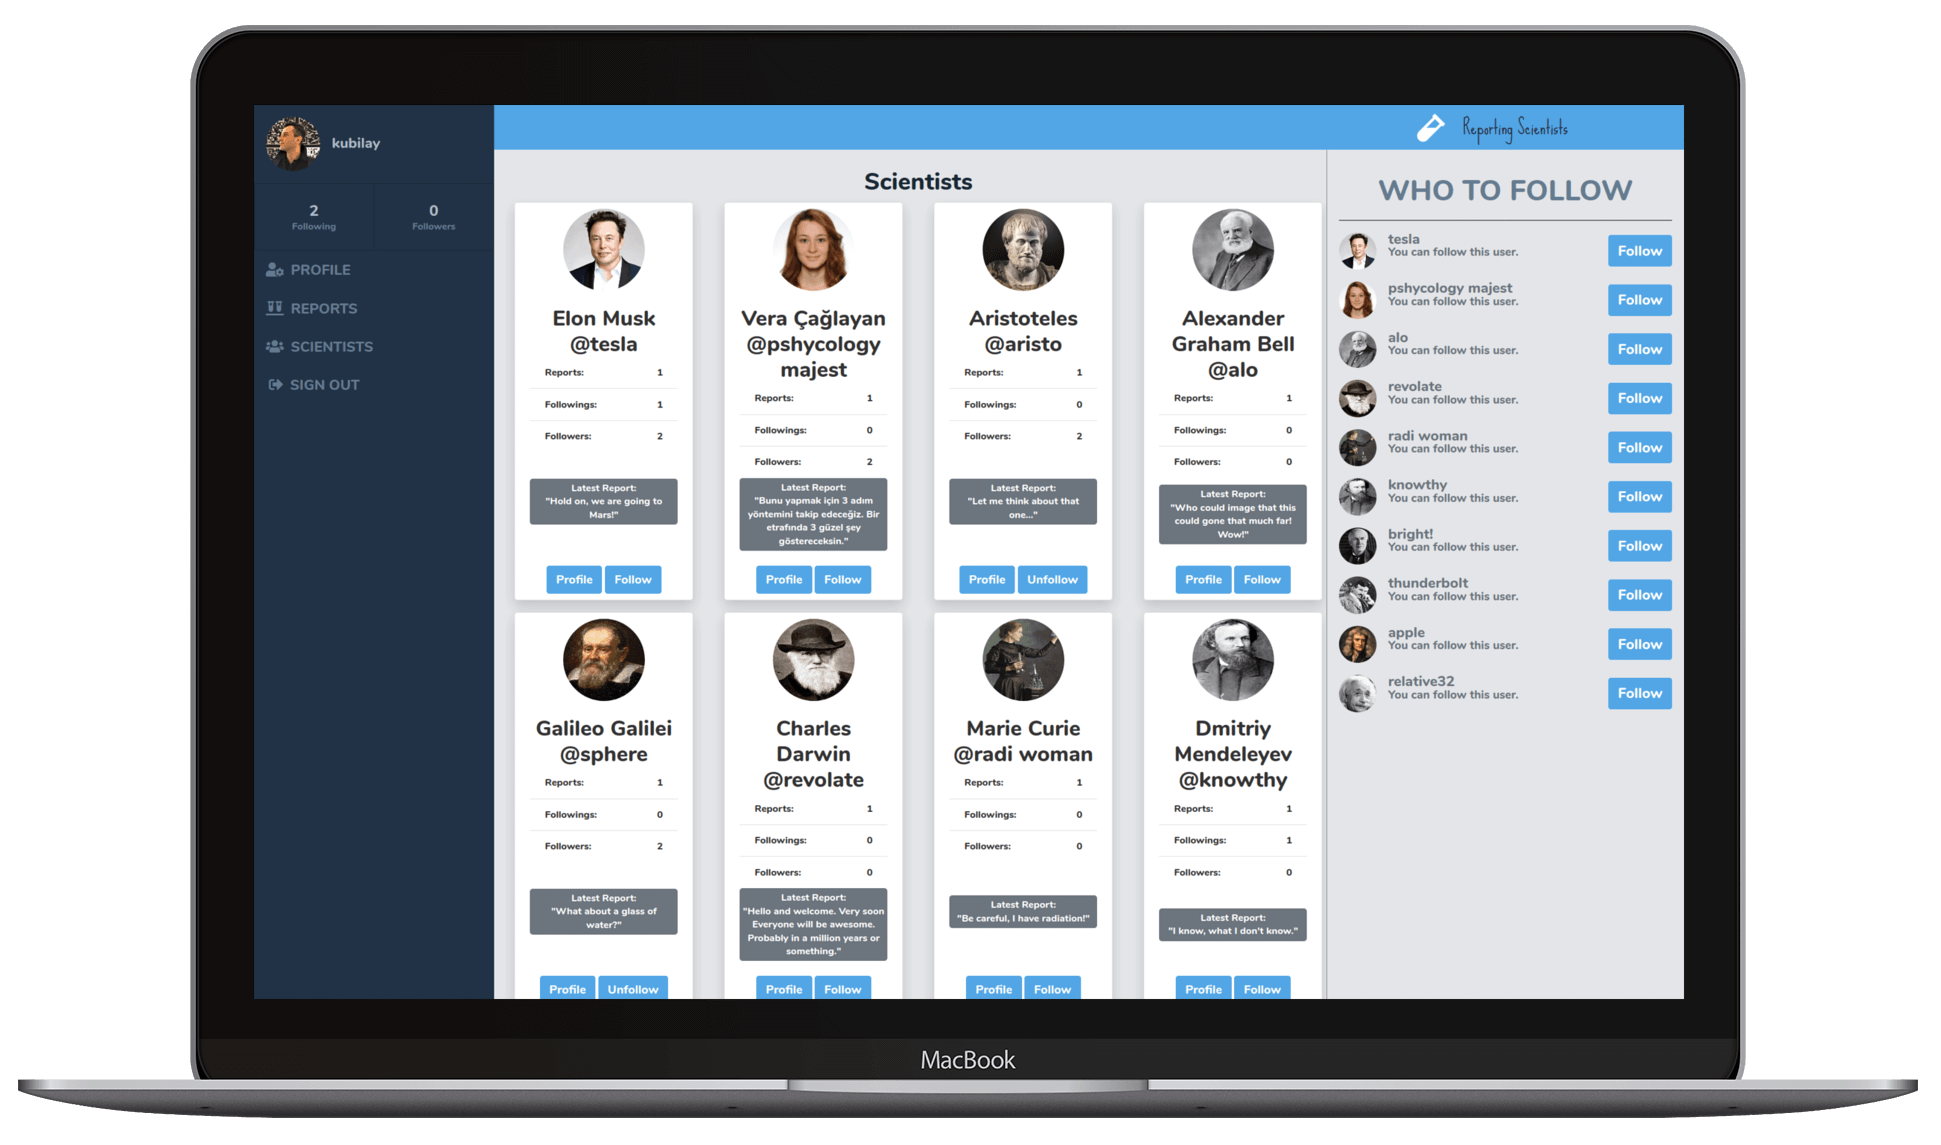 kubilay
2
Following
0
Followers
PROFILE
REPORTS
SCIENTISTS
SIGN OUT
Reporting Scientists
Scientists
Elon Musk
@tesla
Reports: 1
Followings: 1
Followers: 2
Latest Report:
"Hold on, we are going to
Mars!"
Profile
Follow
Vera Çağlayan
@pshycology
majest
Reports: 1
Followings: 0
Followers: 2
Latest Report:
"Bunu yapmak için 3 adım
yöntemini takip edeceğiz. Bir
etrafında 3 güzel şey
göstereceksin."
Profile
Follow
Aristoteles
@aristo
Reports: 1
Followings: 0
Followers: 2
Latest Report:
"Let me think about that
one..."
Profile
Unfollow
Alexander
Graham Bell
@alo
Reports: 1
Followings: 0
Followers: 0
Latest Report:
"Who could image that this
could gone that much far!
Wow!"
Profile
Follow
Galileo Galilei
@sphere
Reports: 1
Followings: 0
Followers: 2
Latest Report:
"What about a glass of
water?"
Profile
Unfollow
Charles
Darwin
@revolate
Reports: 1
Followings: 0
Followers: 0
Latest Report:
"Hello and welcome. Very soon
Everyone will be awesome.
Probably in a million years or
something."
Profile
Follow
Marie Curie
@radi woman
Reports: 1
Followings: 0
Followers: 0
Latest Report:
"Be careful, I have radiation!"
Profile
Follow
Dmitriy
Mendeleyev
@knowthy
Reports: 1
Followings: 1
Followers: 0
Latest Report:
"I know, what I don't know."
Profile
Follow
WHO TO FOLLOW
tesla
You can follow this user.
Follow
pshycology majest
You can follow this user.
Follow
alo
You can follow this user.
Follow
revolate
You can follow this user.
Follow
radi woman
You can follow this user.
Follow
knowthy
You can follow this user.
Follow
bright!
You can follow this user.
Follow
thunderbolt
You can follow this user.
Follow
apple
You can follow this user.
Follow
relative32
You can follow this user.
Follow
MacBook